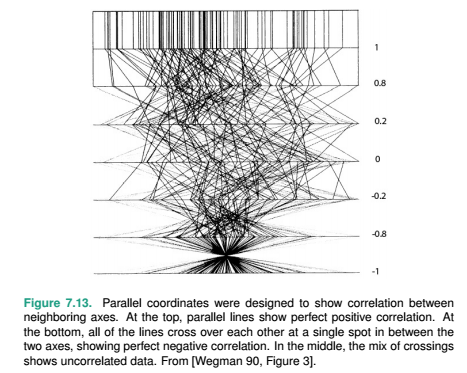 1
0.8
0.2
0
-0.2
-0.8
-1
Figure 7.13. Parallel coordinates were designed to show correlation between
neighboring axes. At the top, parallel lines show perfect positive correlation. At
the bottom, all of the lines cross over each other at a single spot in between the
two axes, showing perfect negative correlation. In the middle, the mix of crossings
shows uncorrelated data. From [Wegman 90, Figure 3].